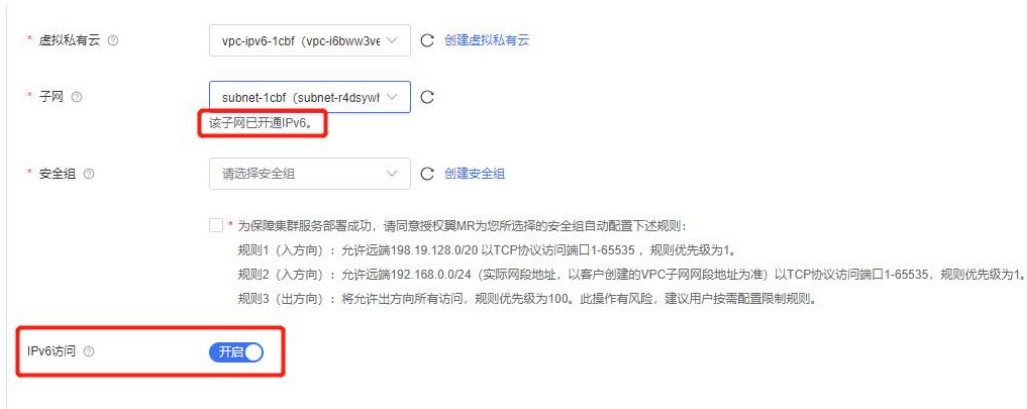 * 虚拟私有云 vpc-ipv6-1cbf（vpc-i6bww3ve 创建虚拟私有云
* 子网 subnet-1cbf（subnet-r4dsywł
该子网已开通IPv6。
* 安全组 请选择安全组 创建安全组
* 为保障集群服务部署成功，请同意授权翼MR为您所选择的安全组自动配置下述规则：
规则1（入方向）：允许远端198.19.128.0/20 以TCP协议访问端口1-65535 ，规则优先级为1。
规则2（入方向）：允许远端192.168.0.0/24（实际网段地址，以客户创建的VPC子网网段地址为准）以TCP协议访问端口1-65535，规则优先级为1。
规则3（出方向）：将允许出方向所有访问，规则优先级为100。此操作有风险，建议用户按需配置限制规则。
IPv6访问 开启